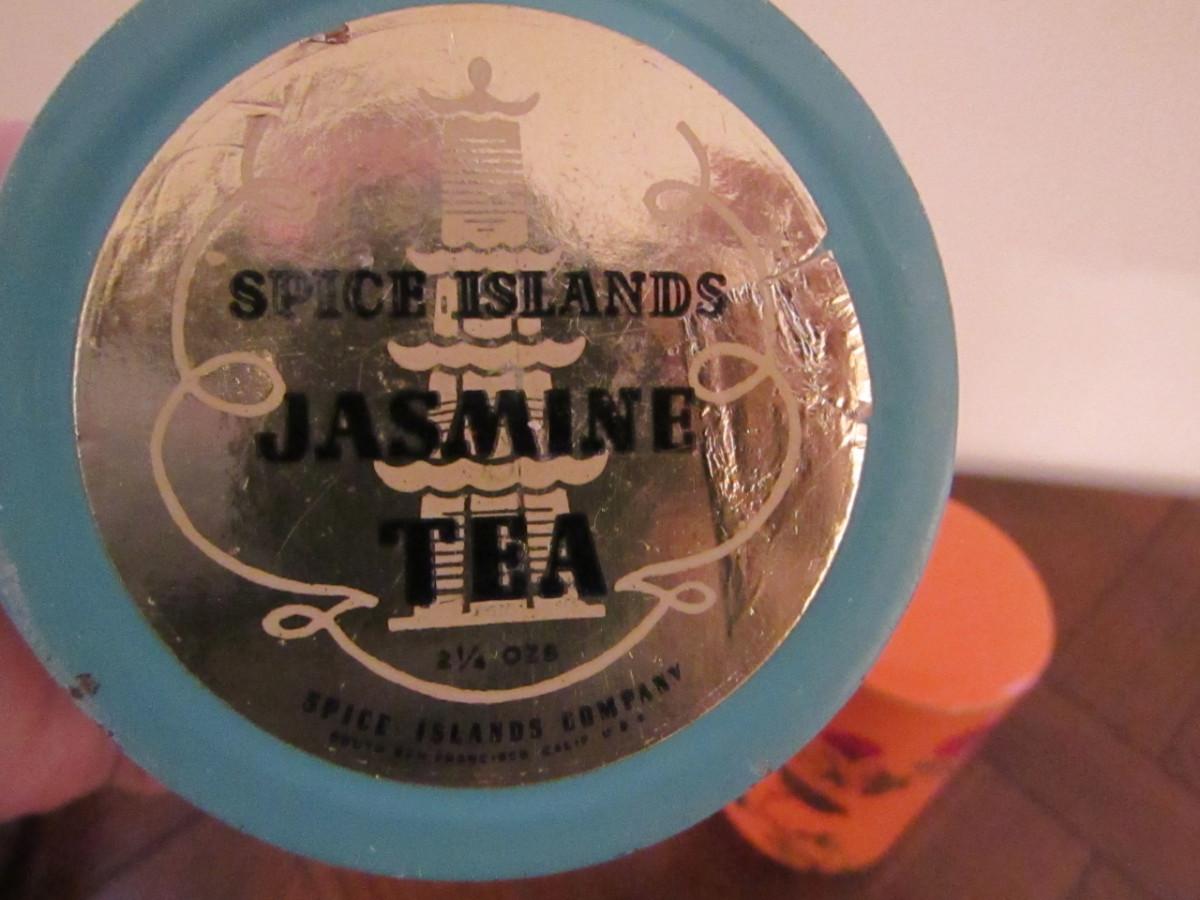 SPICE ISLANDS
JASMINE
TEA
2¼ OZS
SPICE ISLANDS COMPANY
SOUTH SAN FRANCISCO CALIF U.S.A.